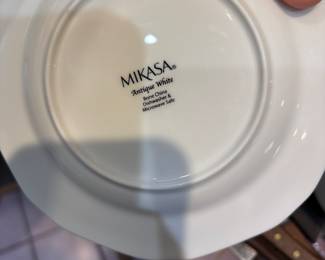 MIKASA®
Antique White
Bone China
Dishwasher &
Microwave Safe